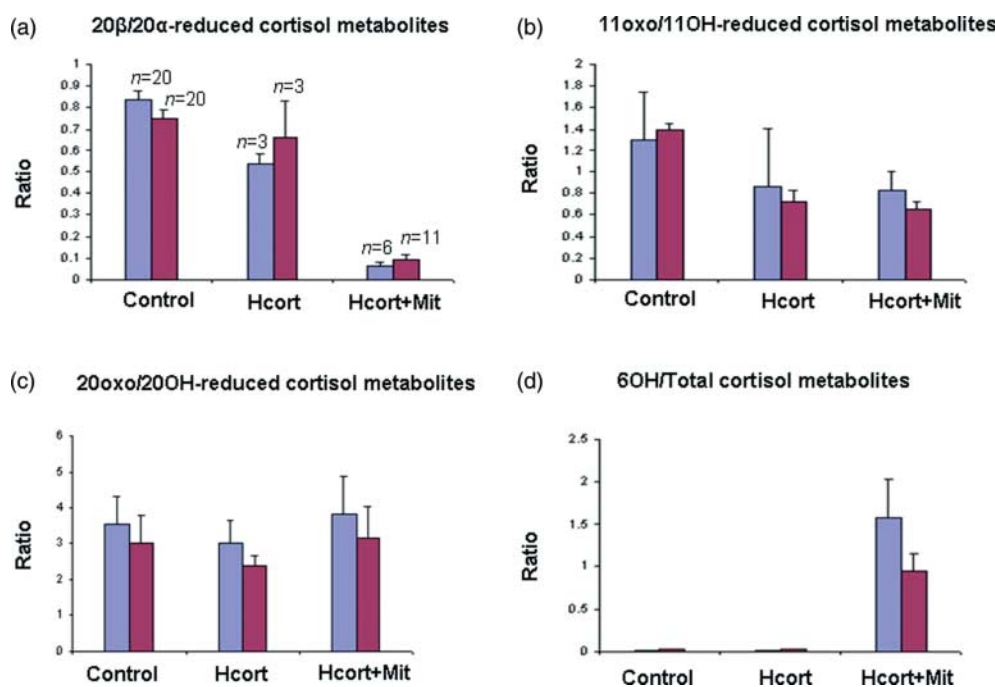 (a) 20β/20α-reduced cortisol metabolites
Ratio
1
0.9
0.8
0.7
0.6
0.5
0.4
0.3
0.2
0.1
0
n=20
n=20
n=3
n=3
n=6
n=11
Control Hcort Hcort+Mit
(b) 11oxo/11OH-reduced cortisol metabolites
Ratio
2
1.8
1.6
1.4
1.2
1
0.8
0.6
0.4
0.2
0
Control Hcort Hcort+Mit
(c) 20oxo/20OH-reduced cortisol metabolites
Ratio
6
5
4
3
2
1
0
Control Hcort Hcort+Mit
(d) 6OH/Total cortisol metabolites
Ratio
2.5
2
1.5
1
0.5
0
Control Hcort Hcort+Mit